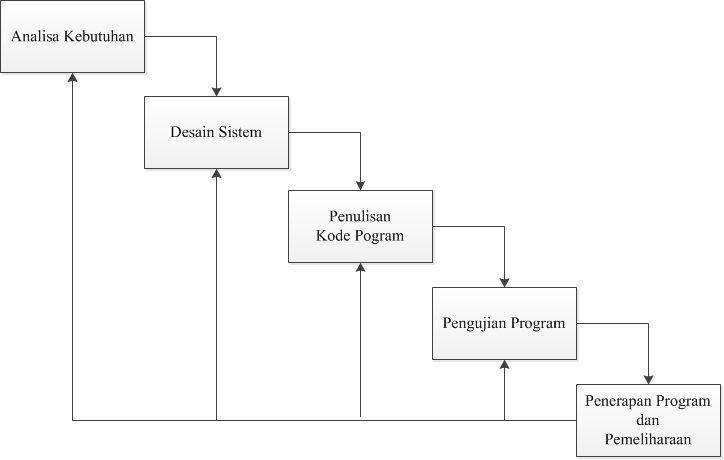 Analisa Kebutuhan
Desain Sistem
Penulisan
Kode Pogram
Pengujian Program
Penerapan Program
dan
Pemeliharaan